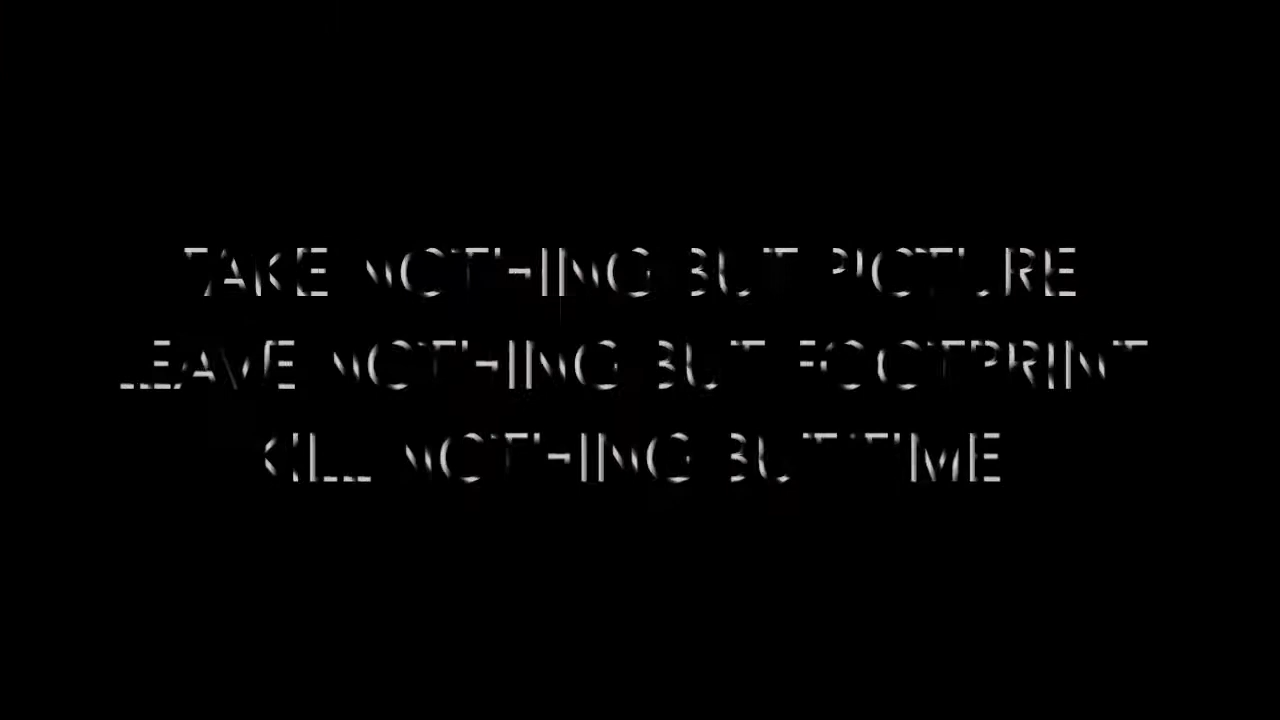 TAKE NOTHING BUT PICTURE
LEAVE NOTHING BUT FOOTPRINT
KILL NOTHING BUT TIME